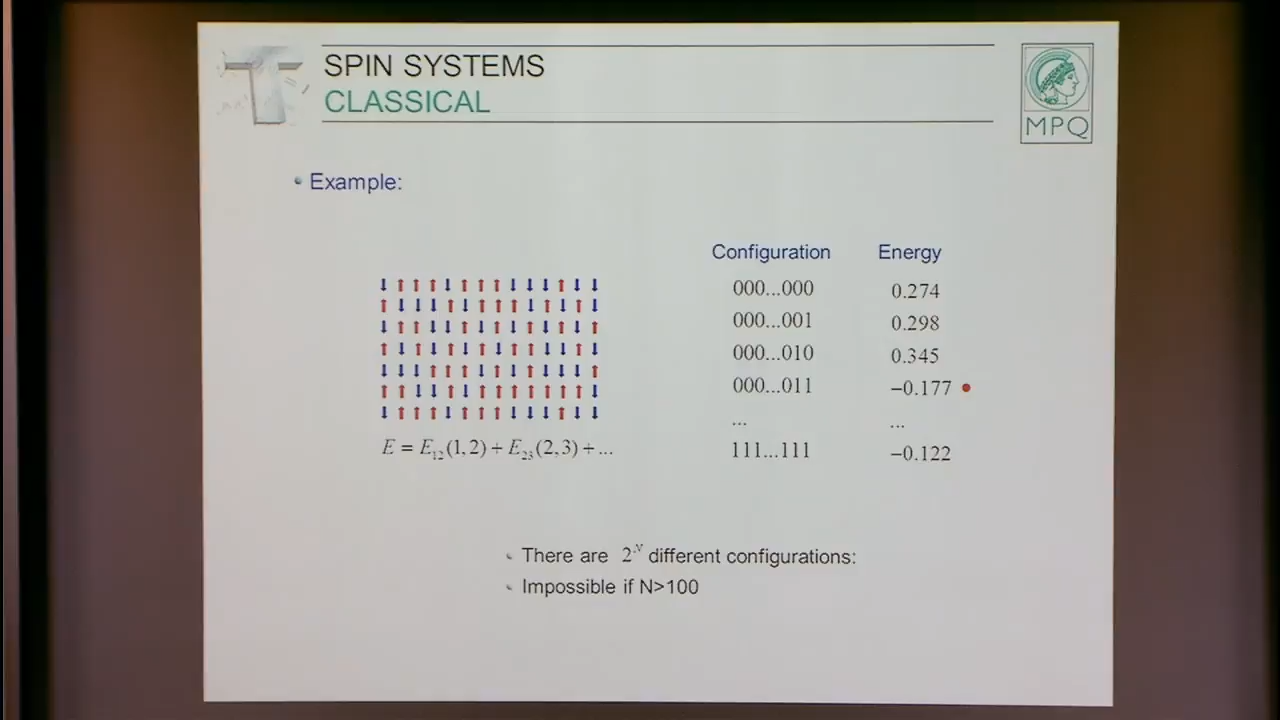 SPIN SYSTEMS
CLASSICAL
MPQ
• Example:
Configuration Energy
000...000 0.274
000...001 0.298
000...010 0.345
000...011 −0.177
... ...
111...111 −0.122
E = E₁₂(1,2) + E₂₃(2,3) + ...
There are 2ᴺ different configurations:
Impossible if N>100